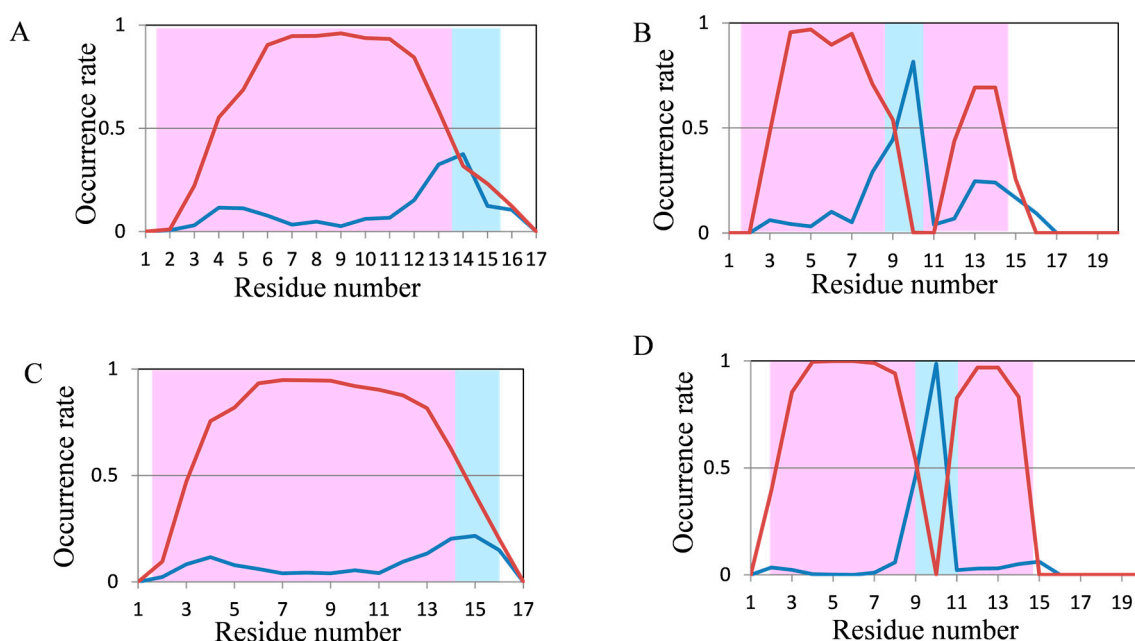 A
Occurrence rate
1
0.5
0
1 2 3 4 5 6 7 8 9 10 11 12 13 14 15 16 17
Residue number
B
Occurrence rate
1
0.5
0
1 3 5 7 9 11 13 15 17 19
Residue number
C
Occurrence rate
1
0.5
0
1 3 5 7 9 11 13 15 17
Residue number
D
Occurrence rate
1
0.5
0
1 3 5 7 9 11 13 15 17 19
Residue number